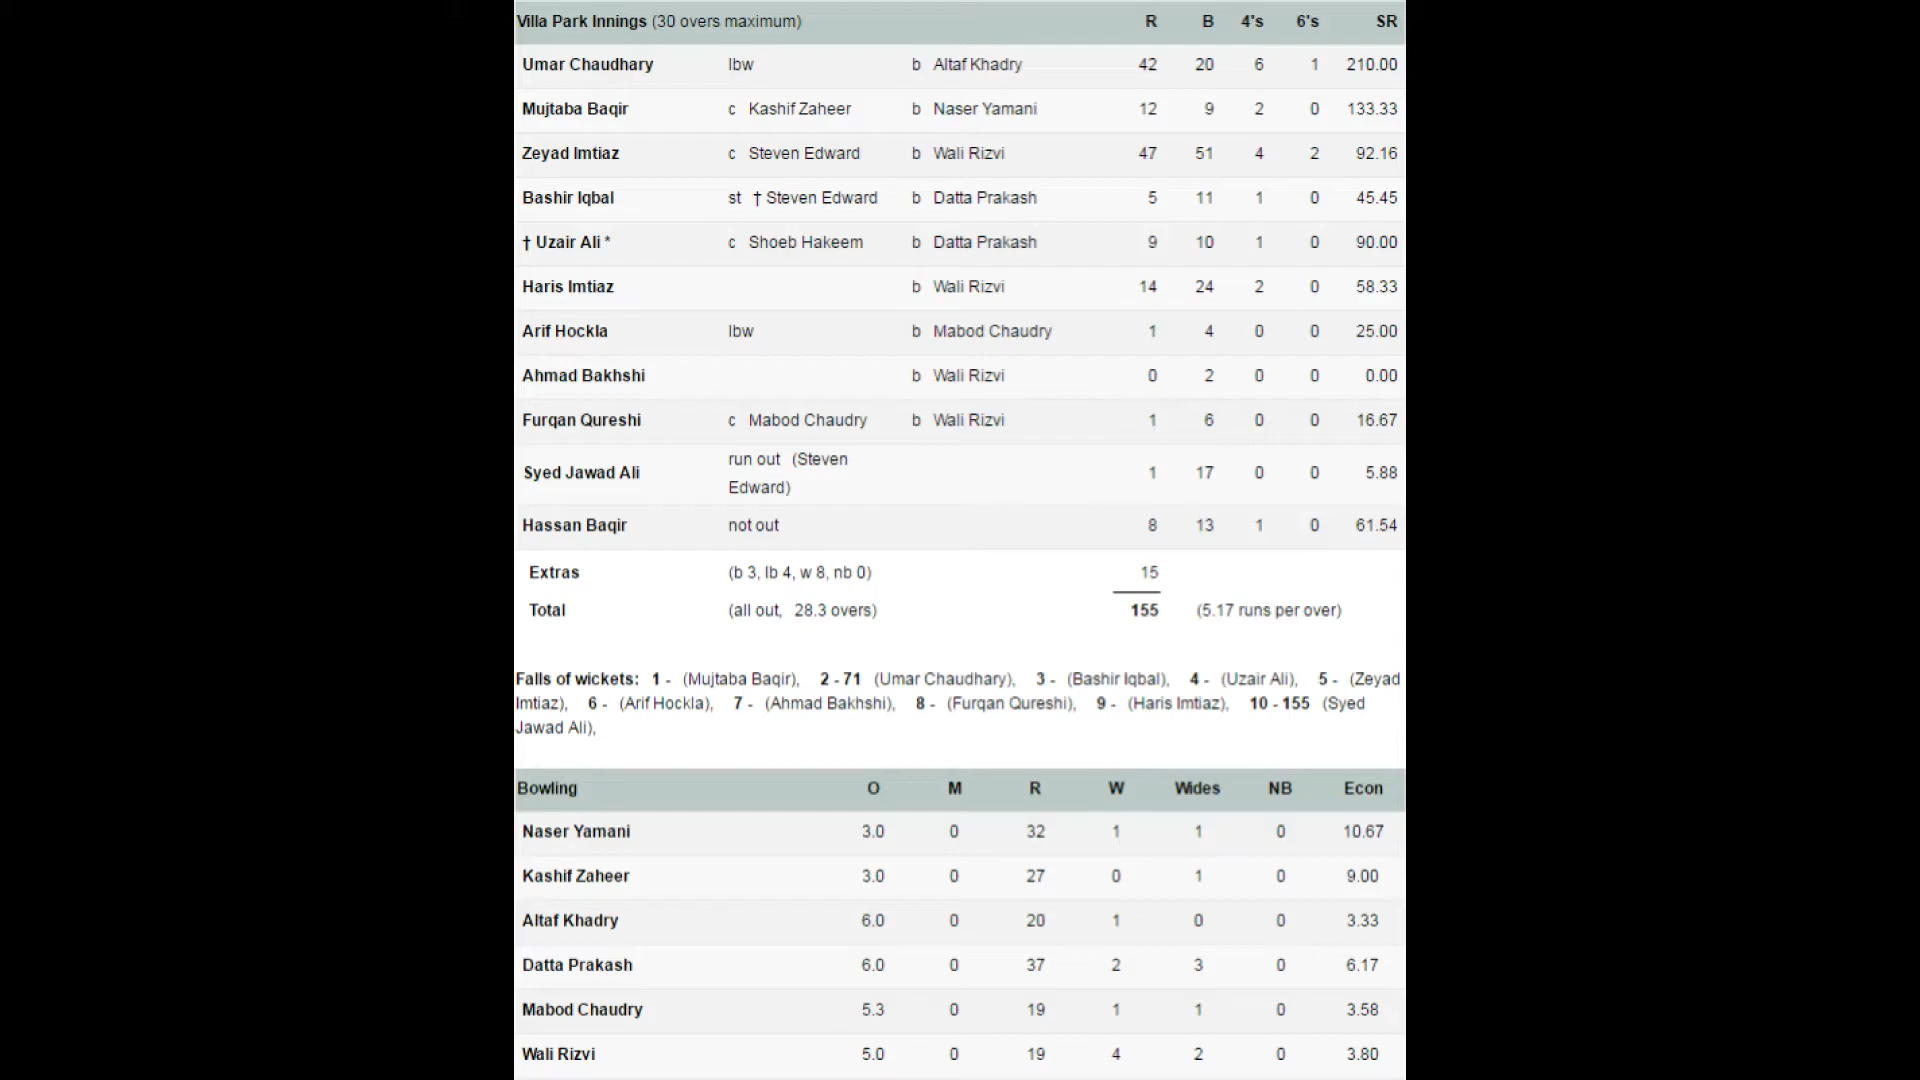 Villa Park Innings (30 overs maximum) R B 4's 6's SR
Umar Chaudhary lbw b Altaf Khadry 42 20 6 1 210.00
Mujtaba Baqir c Kashif Zaheer b Naser Yamani 12 9 2 0 133.33
Zeyad Imtiaz c Steven Edward b Wali Rizvi 47 51 4 2 92.16
Bashir Iqbal st † Steven Edward b Datta Prakash 5 11 1 0 45.45
† Uzair Ali * c Shoeb Hakeem b Datta Prakash 9 10 1 0 90.00
Haris Imtiaz b Wali Rizvi 14 24 2 0 58.33
Arif Hockla lbw b Mabod Chaudry 1 4 0 0 25.00
Ahmad Bakhshi b Wali Rizvi 0 2 0 0 0.00
Furqan Qureshi c Mabod Chaudry b Wali Rizvi 1 6 0 0 16.67
Syed Jawad Ali run out (Steven Edward) 1 17 0 0 5.88
Hassan Baqir not out 8 13 1 0 61.54
Extras (b 3, lb 4, w 8, nb 0) 15
Total (all out, 28.3 overs) 155 (5.17 runs per over)
Falls of wickets: 1 - (Mujtaba Baqir), 2 - 71 (Umar Chaudhary), 3 - (Bashir Iqbal), 4 - (Uzair Ali), 5 - (Zeyad
Imtiaz), 6 - (Arif Hockla), 7 - (Ahmad Bakhshi), 8 - (Furqan Qureshi), 9 - (Haris Imtiaz), 10 - 155 (Syed
Jawad Ali),
Bowling O M R W Wides NB Econ
Naser Yamani 3.0 0 32 1 1 0 10.67
Kashif Zaheer 3.0 0 27 0 1 0 9.00
Altaf Khadry 6.0 0 20 1 0 0 3.33
Datta Prakash 6.0 0 37 2 3 0 6.17
Mabod Chaudry 5.3 0 19 1 1 0 3.58
Wali Rizvi 5.0 0 19 4 2 0 3.80